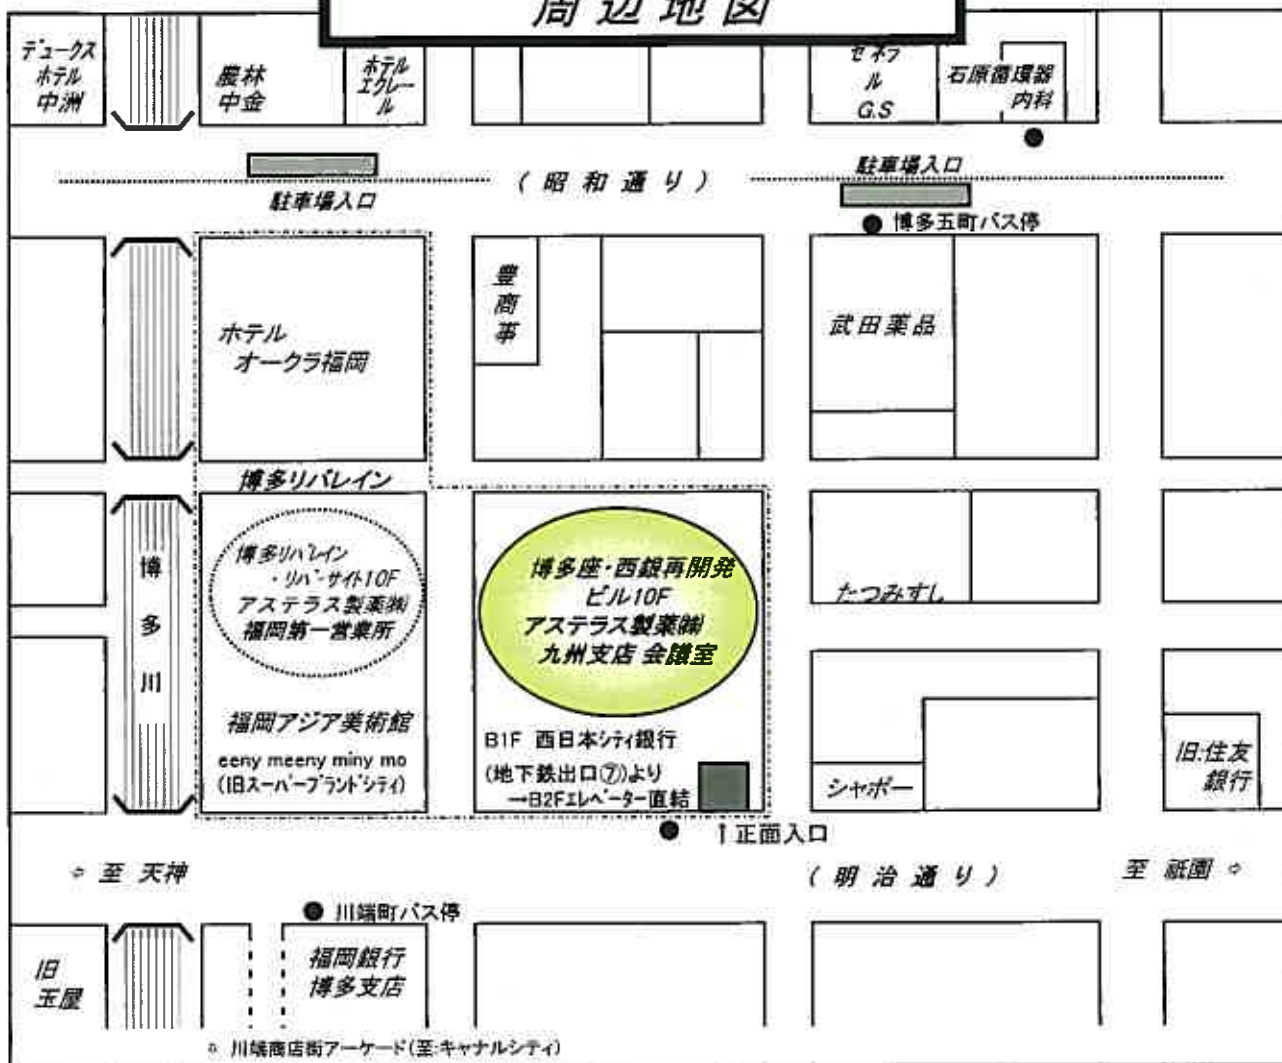 周辺地図
デュークス
ホテル
中洲
農林
中金
ホテル
エクレー
ル
ゼネラ
ル
G.S
石原循環器
内科
駐車場入口
(昭和通り)
駐車場入口
博多五町バス停
ホテル
オークラ福岡
豊
商
事
武田薬品
博多リバレイン
博多リバレイン
・リバーサイト10F
アステラス製薬㈱
福岡第一営業所
博多座・西銀再開発
ビル10F
アステラス製薬㈱
九州支店 会議室
たつみすし
博
多
川
福岡アジア美術館
eeny meeny miny mo
(旧スーパーブランドシティ)
B1F 西日本シティ銀行
(地下鉄出口⑦)より
→B2Fエレベーター直結
シャポー
旧:住友
銀行
↑正面入口
⇦ 至 天神
(明治通り)
至 祇園 ⇨
川端町バス停
旧
玉屋
福岡銀行
博多支店
川端商店街アーケード(至:キャナルシティ)